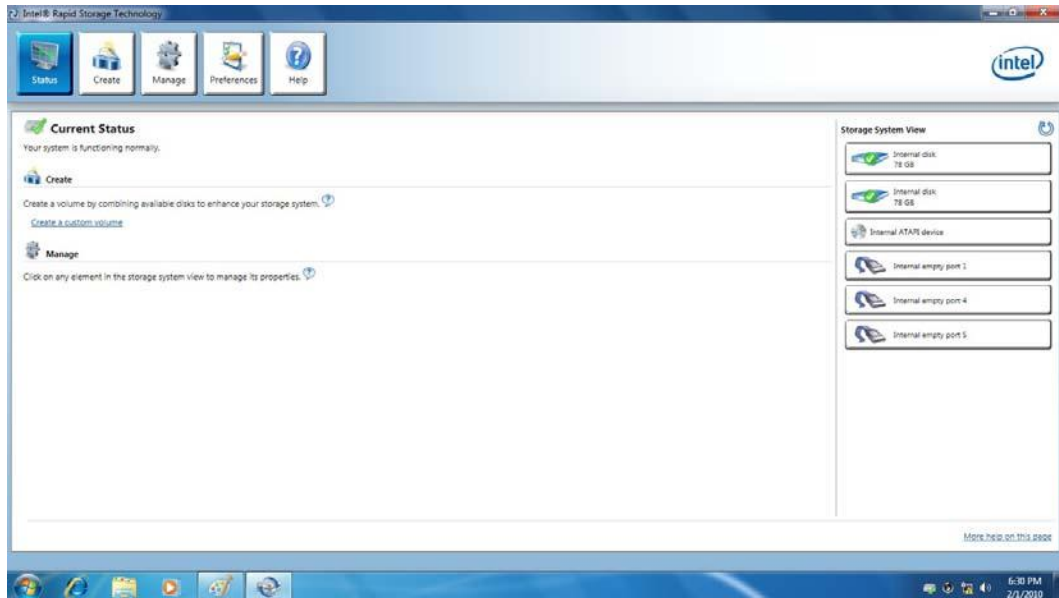 Intel® Rapid Storage Technology
Status
Create
Manage
Preferences
Help
intel
Current Status
Your system is functioning normally.
Create
Create a volume by combining available disks to enhance your storage system.
Create a custom volume
Manage
Click on any element in the storage system view to manage its properties.
Storage System View
Internal disk
78 GB
Internal disk
78 GB
Internal ATAPI device
Internal empty port 1
Internal empty port 4
Internal empty port 5
More help on this page
6:30 PM
2/1/2010